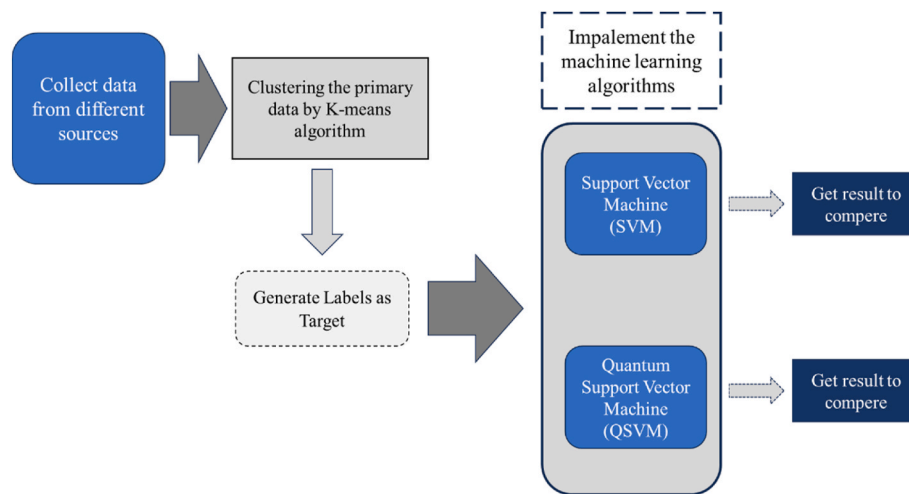 Collect data
from different
sources
Clustering the primary
data by K-means
algorithm
Generate Labels as
Target
Impalement the
machine learning
algorithms
Support Vector
Machine
(SVM)
Get result to
compere
Quantum
Support Vector
Machine
(QSVM)
Get result to
compere